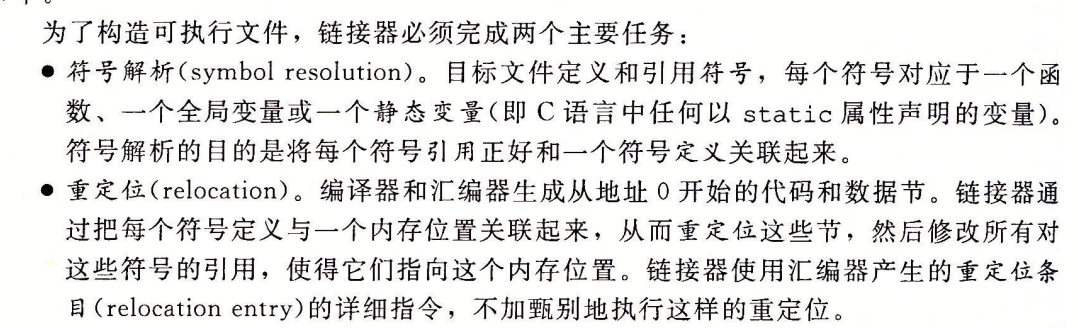 为了构造可执行文件，链接器必须完成两个主要任务：
● 符号解析(symbol resolution)。目标文件定义和引用符号，每个符号对应于一个函
数、一个全局变量或一个静态变量(即 C 语言中任何以 static 属性声明的变量)。
符号解析的目的是将每个符号引用正好和一个符号定义关联起来。
● 重定位(relocation)。编译器和汇编器生成从地址 0 开始的代码和数据节。链接器通
过把每个符号定义与一个内存位置关联起来，从而重定位这些节，然后修改所有对
这些符号的引用，使得它们指向这个内存位置。链接器使用汇编器产生的重定位条
目(relocation entry)的详细指令，不加甄别地执行这样的重定位。